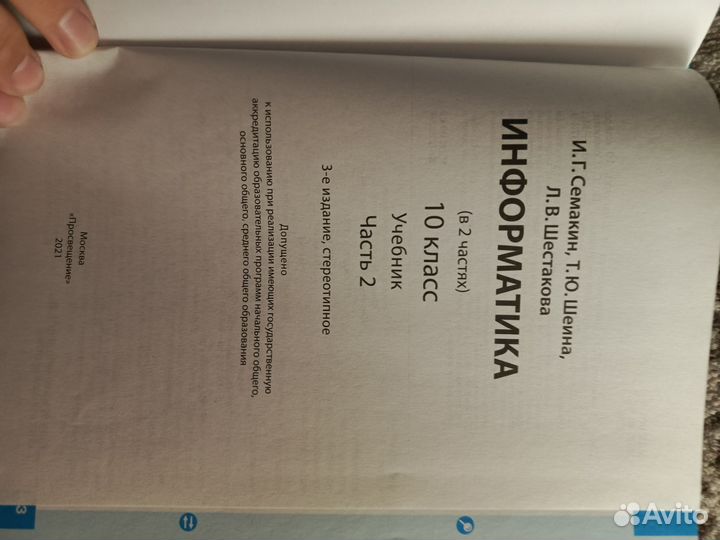 И. Г. Семакин, Т. Ю. Шеина,
Л. В. Шестакова
ИНФОРМАТИКА
(в 2 частях)
10 класс
Учебник
Часть 2
3-е издание, стереотипное
Допущено
к использованию при реализации имеющих государственную
аккредитацию образовательных программ начального общего,
основного общего, среднего общего образования
Москва
«Просвещение»
2021
3
Avito